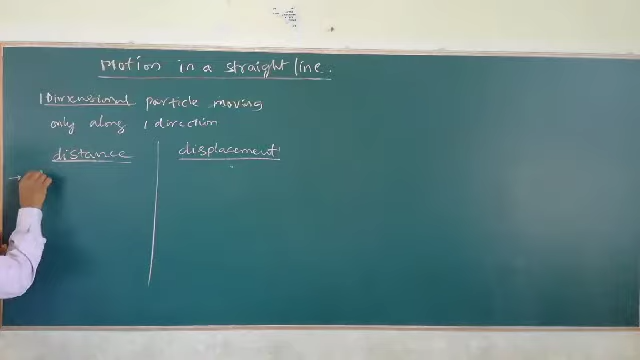 Motion in a straight line.
1 Dimensional particle moving
only along 1 direction
distance displacement
→